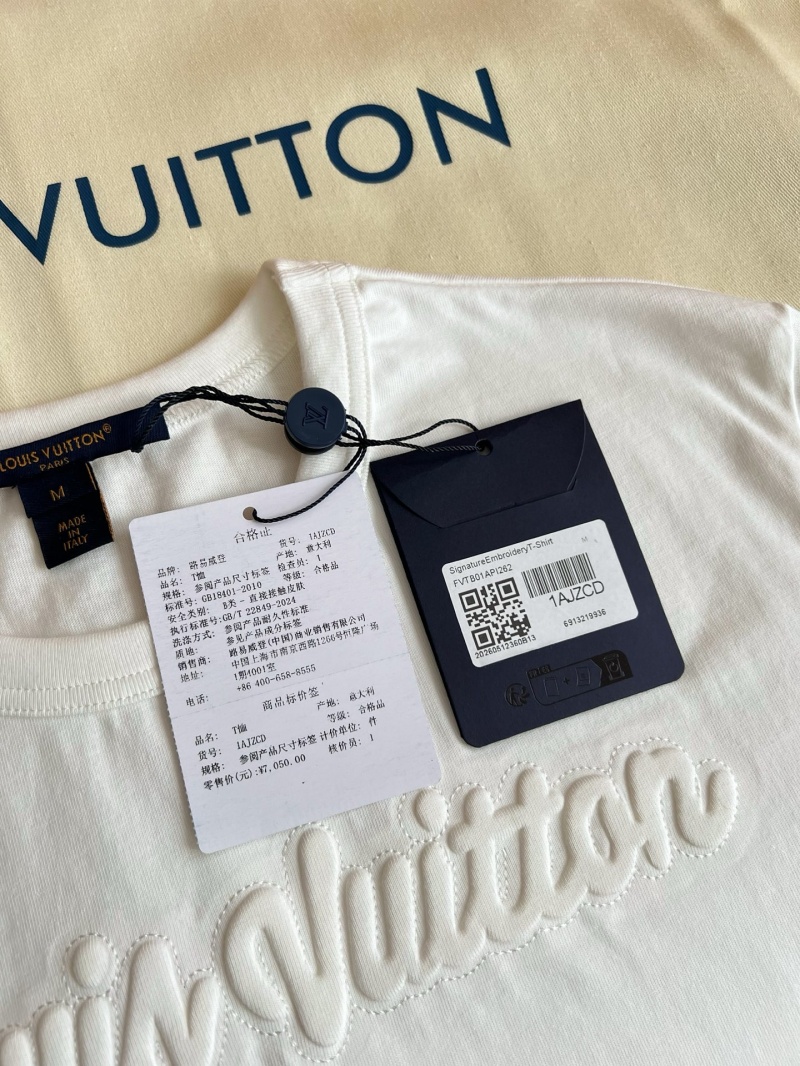 VUITTON
LOUIS VUITTON®
PARIS
M
MADE
IN
ITALY
合格证
品牌: 路易威登 货号: 1AJZCD
品名: T恤 产地: 意大利
规格: 参阅产品尺寸标签 检查员: 1
标准号: GB18401-2010 等级: 合格品
安全类别: B类 - 直接接触皮肤
执行标准号:GB/T 22849-2024
洗涤方式: 参阅产品耐久性标准
质地: 参见产品成分标签
销售商: 路易威登(中国)商业销售有限公司
地址: 中国上海市南京西路1266号恒隆广场
1期4001室
电话: +86 400-658-8555
商品标价签
品名: T恤 产地: 意大利
货号: 1AJZCD 等级: 合格品
规格: 参阅产品尺寸标签 计价单位: 件
零售价(元):¥7,050.00 核价员: 1
SignatureEmbroideryT-Shirt M
FVTB01API262
1AJZCD
6913219936
20260512360B13
uis Vuitton